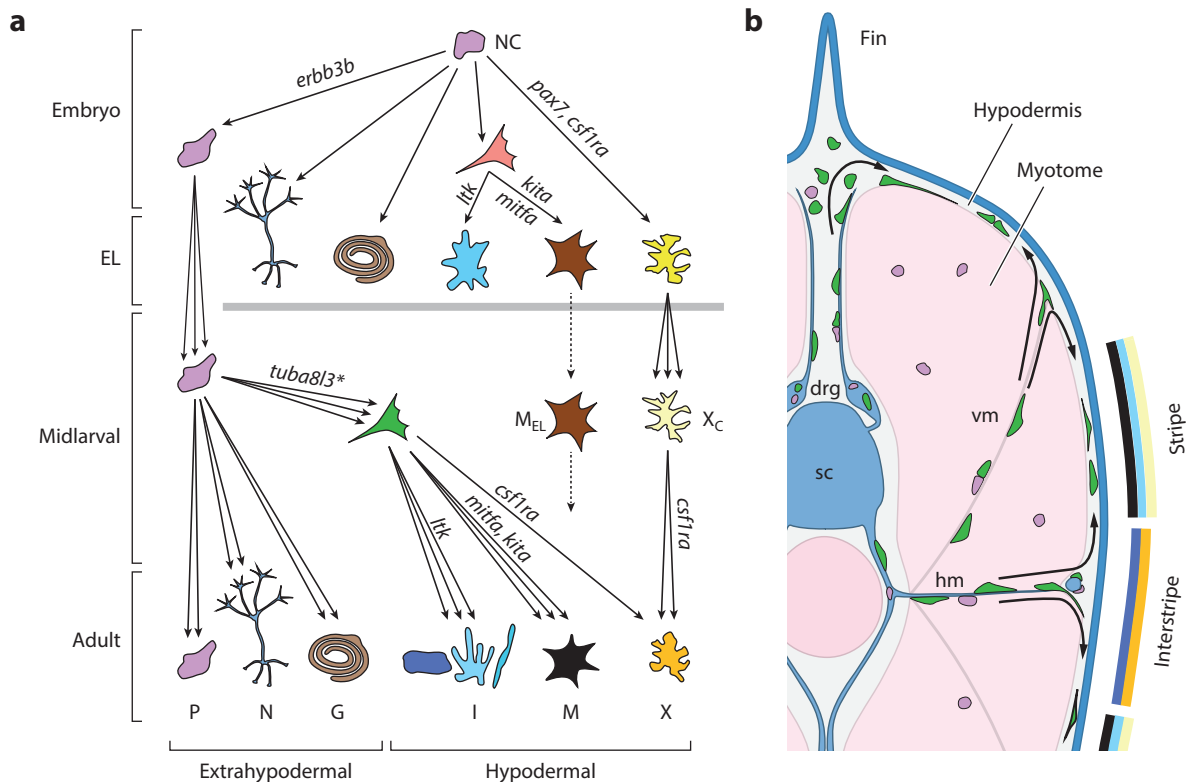 a
NC
erbb3b
pax7, csf1ra
Embryo
ltk
kita
mitfa
EL
tuba8l3*
Midlarval
M_EL
X_C
csf1ra
ltk
mitfa, kita
csf1ra
Adult
P
N
G
I
M
X
Extrahypodermal
Hypodermal
b
Fin
Hypodermis
Myotome
drg
vm
sc
hm
Stripe
Interstripe